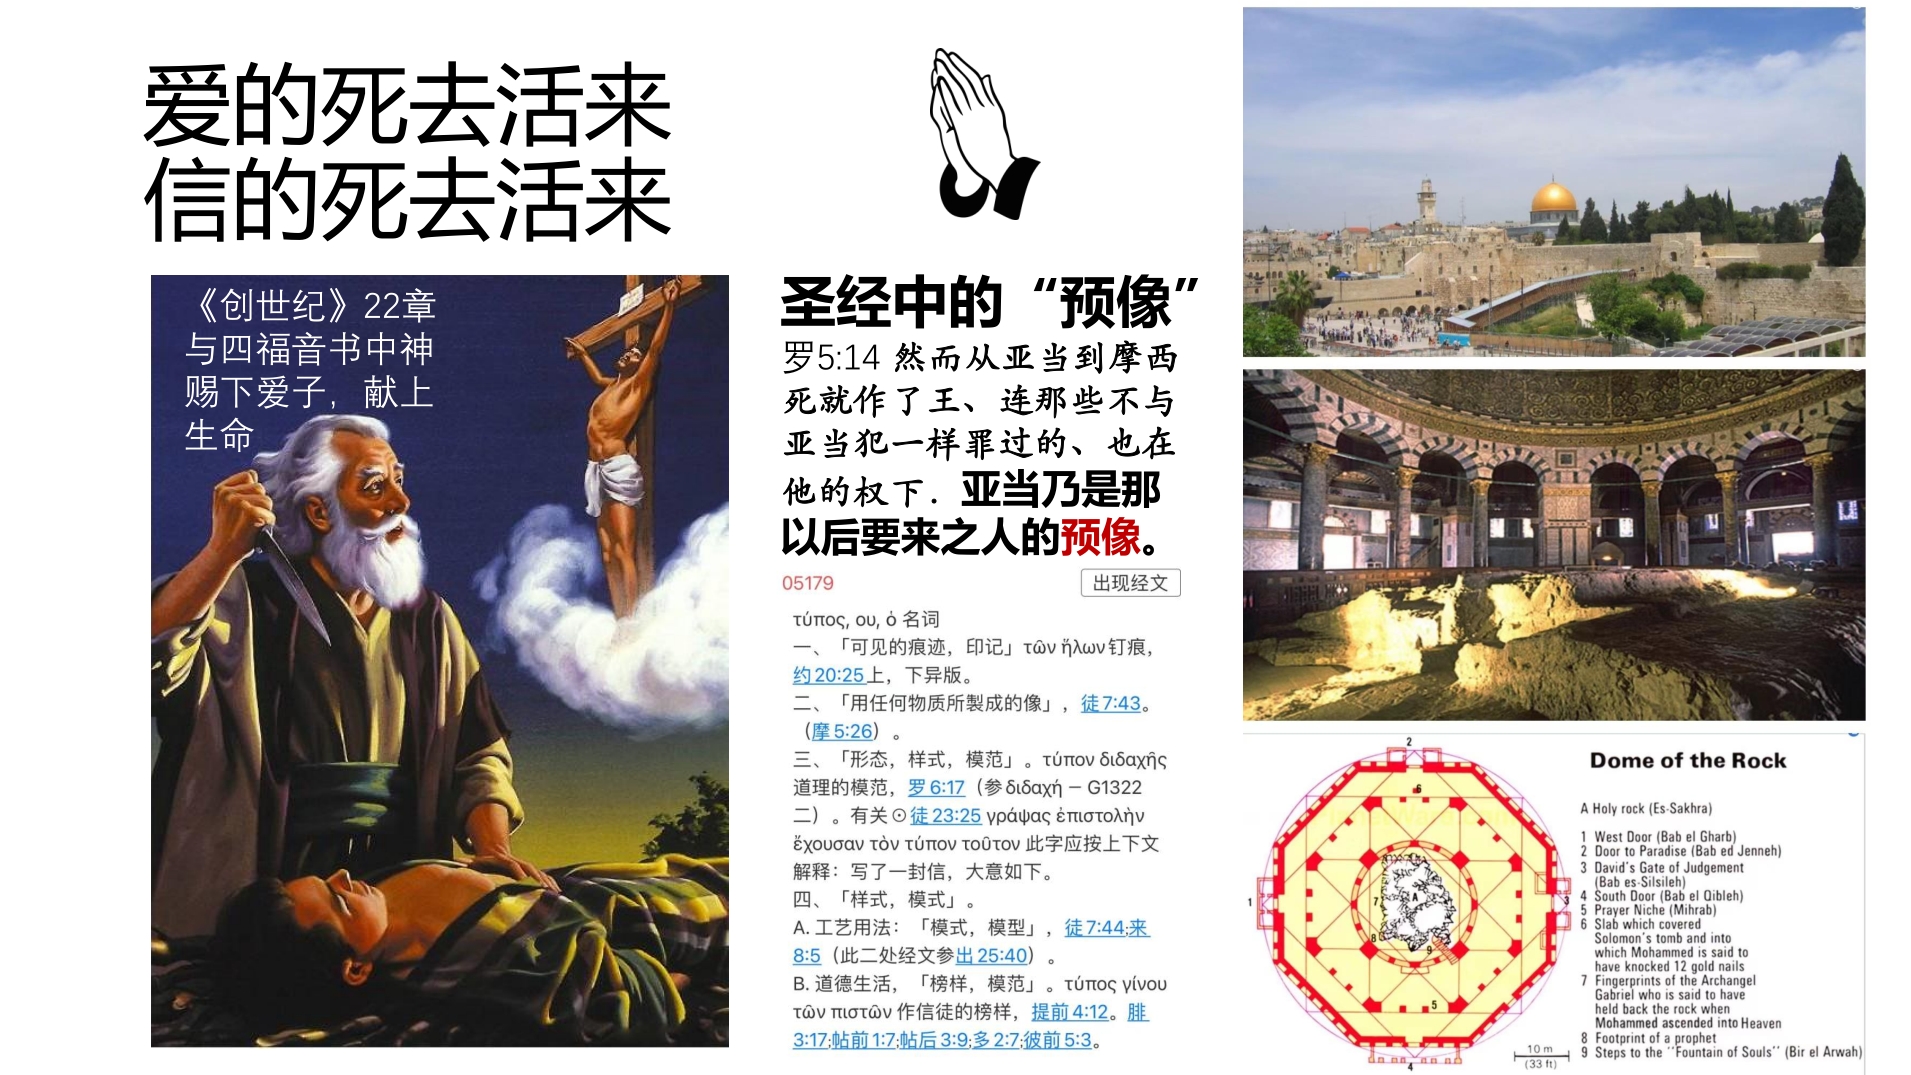 爱的死去活来
信的死去活来
《创世纪》22章
与四福音书中神
赐下爱子，献上
生命
圣经中的“预像”
罗5:14 然而从亚当到摩西
死就作了王、连那些不与
亚当犯一样罪过的、也在
他的权下．亚当乃是那
以后要来之人的预像。
05179
出现经文
τύπος, ου, ὁ 名词
一、「可见的痕迹，印记」τῶν ἥλων钉痕，
约20:25上，下异版。
二、「用任何物质所製成的像」，徒7:43。
（摩5:26）。
三、「形态，样式，模范」。τύπον διδαχῆς
道理的模范，罗6:17（参διδαχή – G1322
二）。有关⊙徒23:25 γράψας ἐπιστολὴν
ἔχουσαν τὸν τύπον τοῦτον 此字应按上下文
解释：写了一封信，大意如下。
四、「样式，模式」。
A. 工艺用法：「模式，模型」，徒7:44;来
8:5（此二处经文参出25:40）。
B. 道德生活，「榜样，模范」。τύπος γίνου
τῶν πιστῶν 作信徒的榜样，提前4:12。腓
3:17;帖前1:7;帖后3:9;多2:7;彼前5:3。
Dome of the Rock
A Holy rock (Es-Sakhra)
1 West Door (Bab el Gharb)
2 Door to Paradise (Bab ed Jenneh)
3 David's Gate of Judgement
(Bab es-Silsileh)
4 South Door (Bab el Qibleh)
5 Prayer Niche (Mihrab)
6 Slab which covered
Solomon's tomb and into
which Mohammed is said to
have knocked 12 gold nails
7 Fingerprints of the Archangel
Gabriel who is said to have
held back the rock when
Mohammed ascended into Heaven
8 Footprint of a prophet
9 Steps to the ''Fountain of Souls'' (Bir el Arwah)
2
6
1
7
A
3
8
9
5
4
10 m
(33 ft)